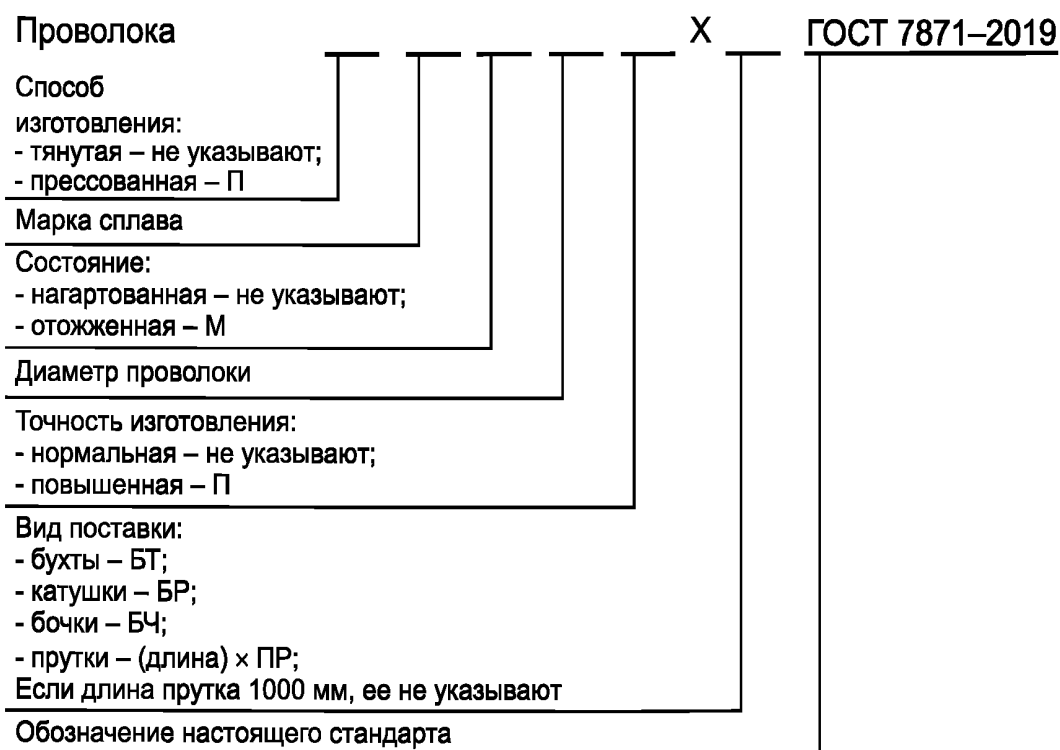 Проволока Х ГОСТ 7871–2019
Способ
изготовления:
- тянутая – не указывают;
- прессованная – П
Марка сплава
Состояние:
- нагартованная – не указывают;
- отожженная – М
Диаметр проволоки
Точность изготовления:
- нормальная – не указывают;
- повышенная – П
Вид поставки:
- бухты – БТ;
- катушки – БР;
- бочки – БЧ;
- прутки – (длина) × ПР;
Если длина прутка 1000 мм, ее не указывают
Обозначение настоящего стандарта